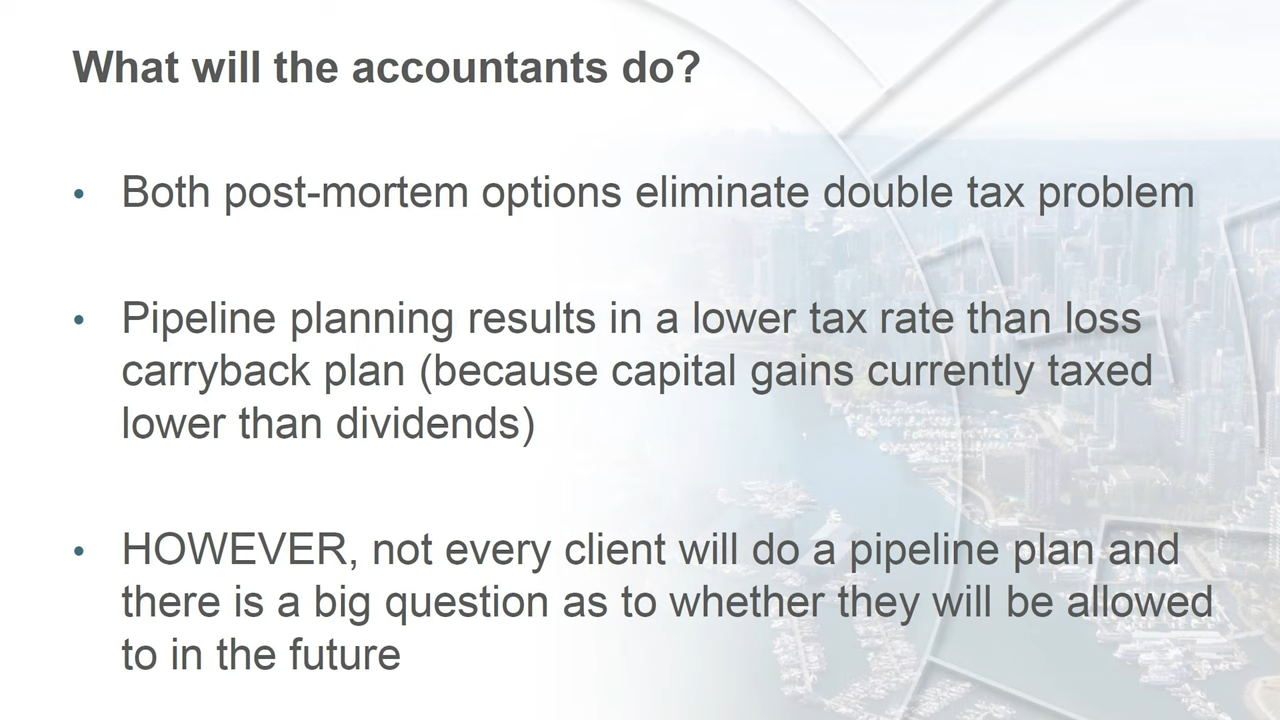 What will the accountants do?
• Both post-mortem options eliminate double tax problem
• Pipeline planning results in a lower tax rate than loss
carryback plan (because capital gains currently taxed
lower than dividends)
• HOWEVER, not every client will do a pipeline plan and
there is a big question as to whether they will be allowed
to in the future